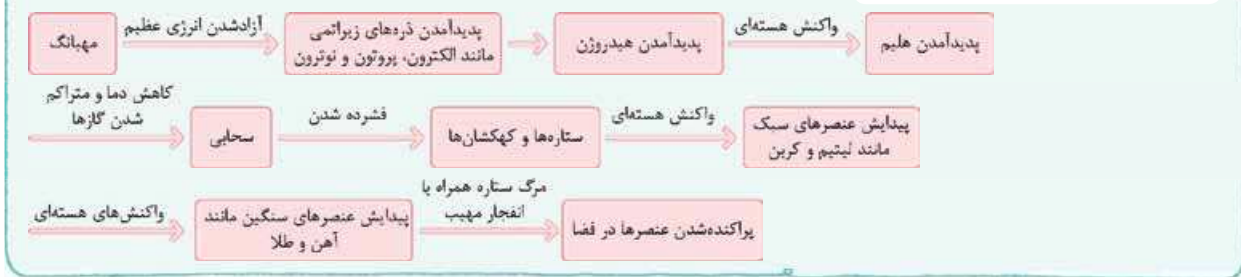 مهبانگ
آزادشدن انرژی عظیم
پدیدآمدن ذره‌های زیراتمی
مانند الکترون، پروتون و نوترون
پدیدآمدن هیدروژن
واکنش هسته‌ای
پدیدآمدن هلیم
کاهش دما و متراکم
شدن گازها
سحابی
فشرده شدن
ستاره‌ها و کهکشان‌ها
واکنش هسته‌ای
پیدایش عنصرهای سبک
مانند لیتیم و کربن
واکنش‌های هسته‌ای
پیدایش عنصرهای سنگین مانند
آهن و طلا
مرگ ستاره همراه با
انفجار مهیب
پراکنده‌شدن عنصرها در فضا